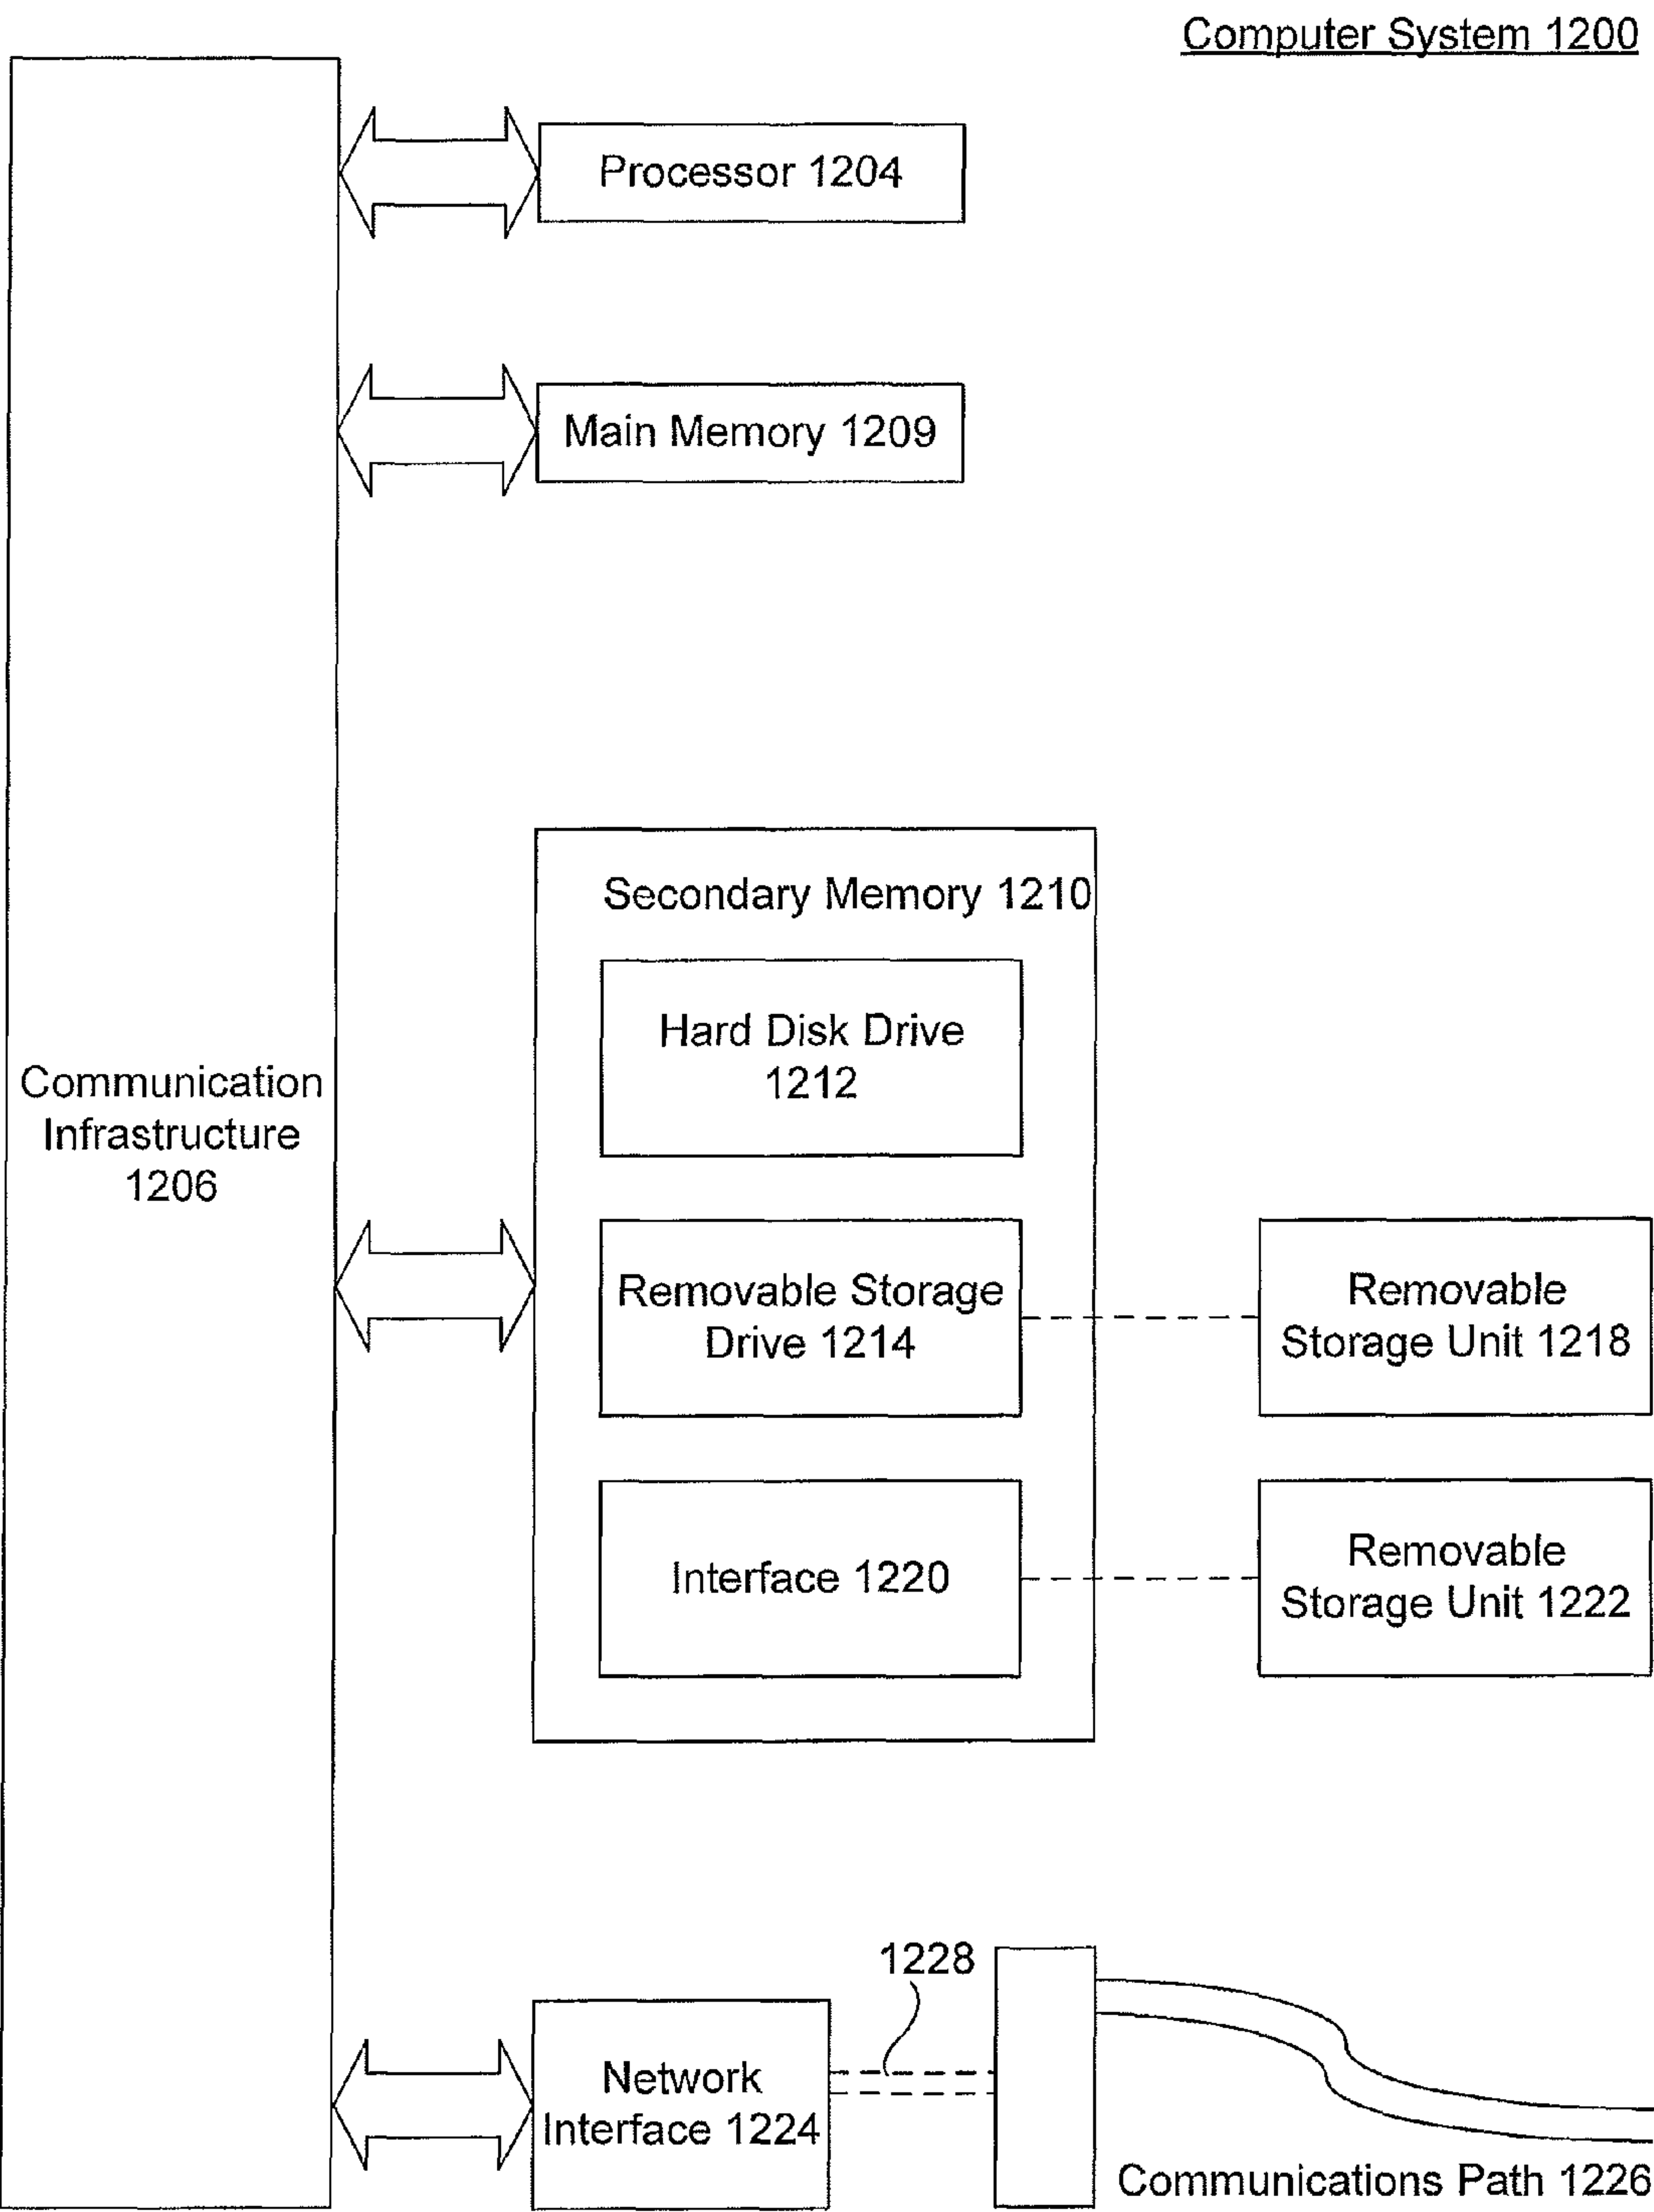 Computer System 1200
Processor 1204
Main Memory 1209
Secondary Memory 1210
Hard Disk Drive
1212
Communication
Infrastructure
1206
Removable Storage
Drive 1214
Removable
Storage Unit 1218
Interface 1220
Removable
Storage Unit 1222
1228
Network
Interface 1224
Communications Path 1226